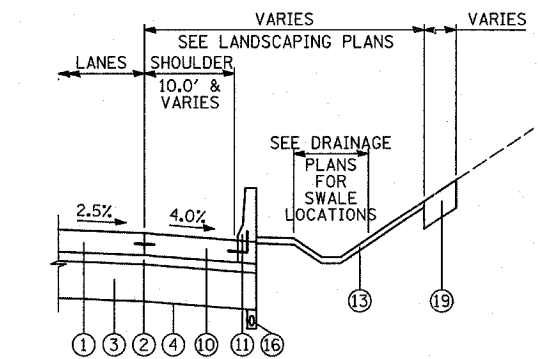 VARIES
VARIES
SEE LANDSCAPING PLANS
LANES
SHOULDER
10.0' &
VARIES
SEE DRAINAGE
PLANS
FOR
SWALE
LOCATIONS
2.5%
4.0%
13
19
1
3
2
4
10
11
16